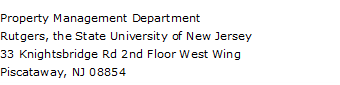 Property Management Department
Rutgers, the State University of New Jersey
33 Knightsbridge Rd 2nd Floor West Wing
Piscataway, NJ 08854